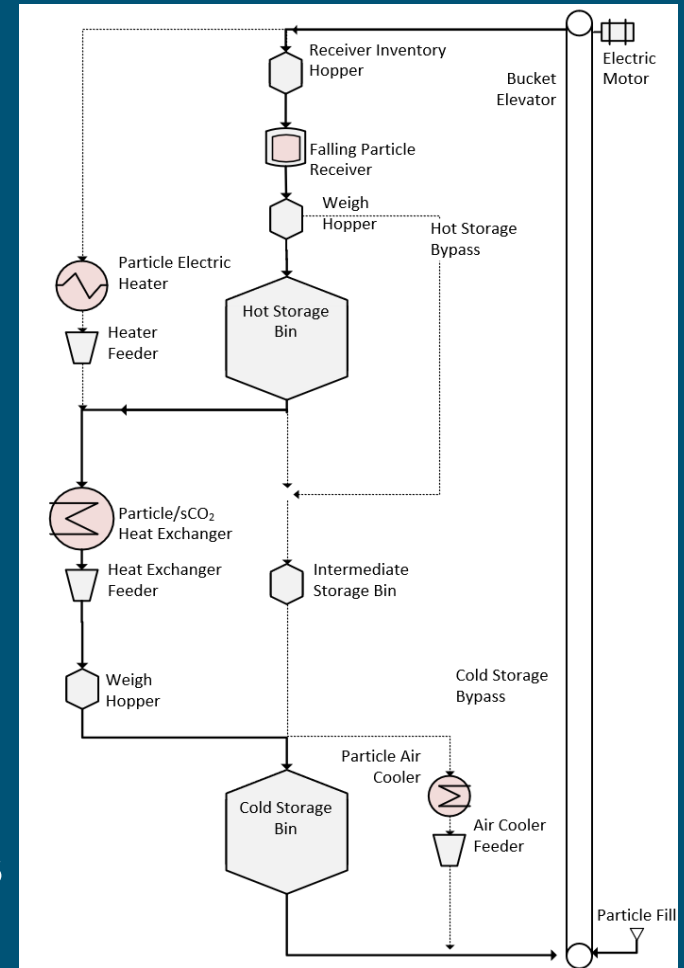 Receiver Inventory
Hopper
Electric
Motor
Bucket
Elevator
Falling Particle
Receiver
Weigh
Hopper
Hot Storage
Bypass
Particle Electric
Heater
Hot Storage
Bin
Heater
Feeder
Particle/sCO₂
Heat Exchanger
Heat Exchanger
Feeder
Intermediate
Storage Bin
Weigh
Hopper
Cold Storage
Bypass
Particle Air
Cooler
Cold Storage
Bin
Air Cooler
Feeder
Particle Fill